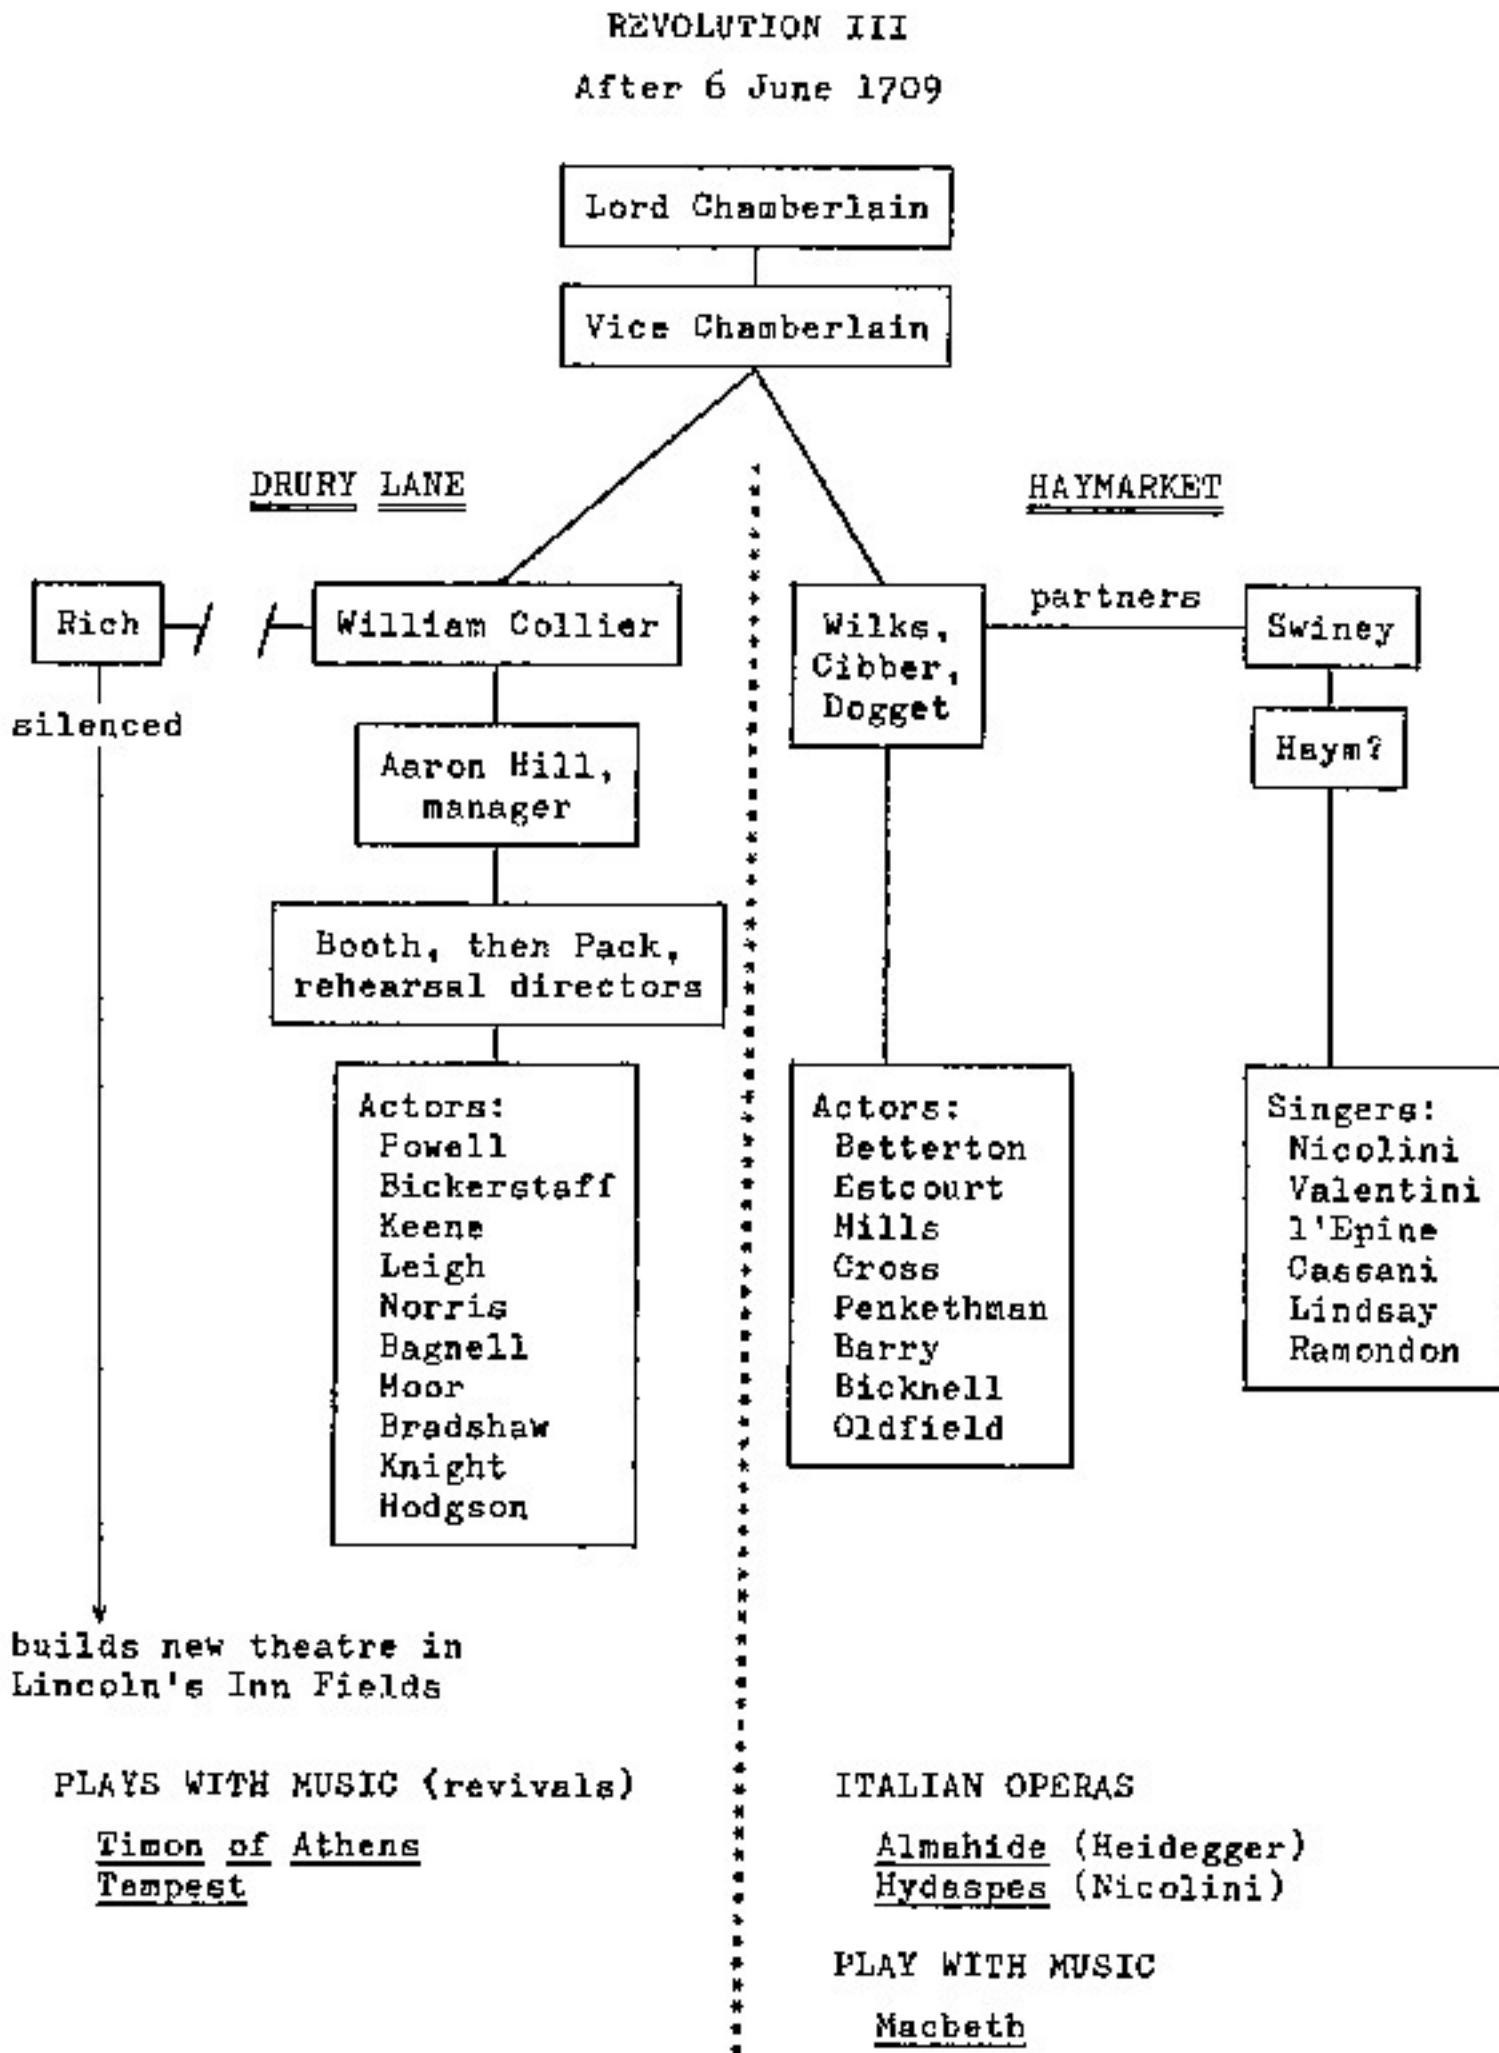 REVOLUTION III
After 6 June 1709
Lord Chamberlain
Vice Chamberlain
DRURY LANE
Rich
William Collier
silenced
Aaron Hill,
manager
Booth, then Pack,
rehearsal directors
Actors:
Powell
Bickerstaff
Keene
Leigh
Norris
Bagnell
Moor
Bradshaw
Knight
Hodgson
builds new theatre in
Lincoln's Inn Fields
PLAYS WITH MUSIC (revivals)
Timon of Athens
Tempest
HAYMARKET
Wilks,
Cibber,
Dogget
partners
Swiney
Haym?
Actors:
Betterton
Estcourt
Mills
Cross
Penkethman
Barry
Bicknell
Oldfield
Singers:
Nicolini
Valentini
l'Epine
Cassani
Lindsay
Ramondon
ITALIAN OPERAS
Almahide (Heidegger)
Hydaspes (Nicolini)
PLAY WITH MUSIC
Macbeth